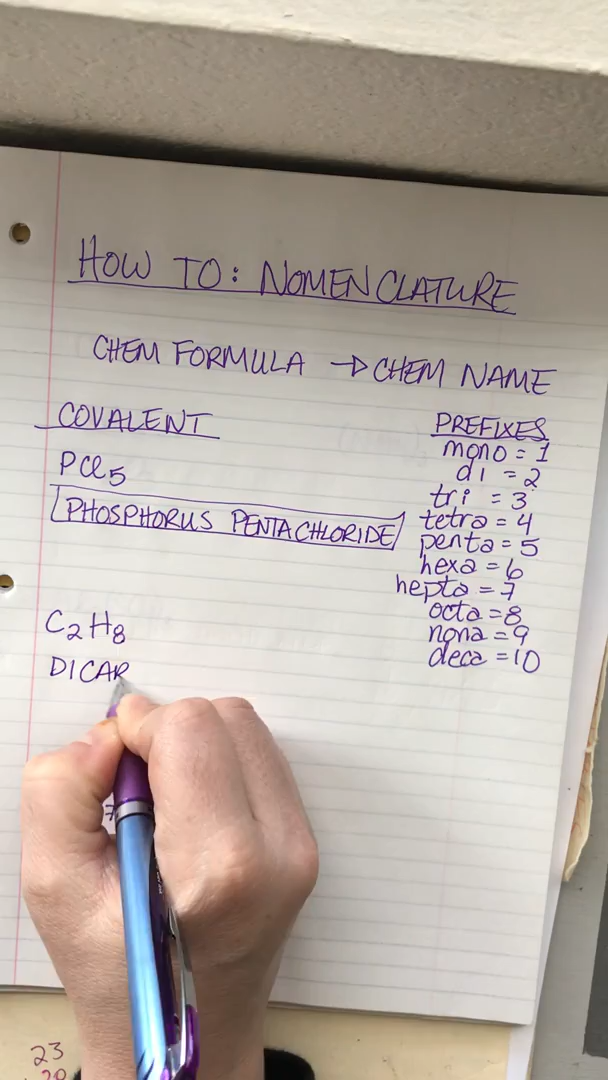 HOW TO: NOMENCLATURE
CHEM FORMULA → CHEM NAME
COVALENT
PCl5
PHOSPHORUS PENTACHLORIDE
PREFIXES
mono = 1
di = 2
tri = 3
tetra = 4
penta = 5
hexa = 6
hepta = 7
octa = 8
nona = 9
deca = 10
C2H8
DICAR
23
20